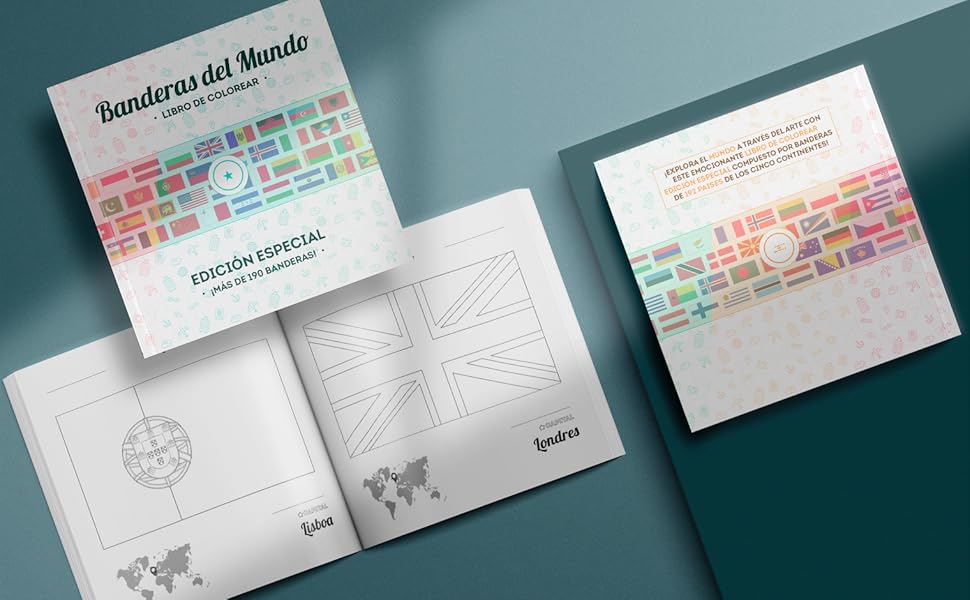 Banderas del Mundo
• LIBRO DE COLOREAR •
EDICIÓN ESPECIAL
• ¡MÁS DE 190 BANDERAS! •
CAPITAL
Lisboa
CAPITAL
Londres
¡EXPLORA EL MUNDO A TRAVÉS DEL ARTE CON
ESTE EMOCIONANTE LIBRO DE COLOREAR
EDICIÓN ESPECIAL COMPUESTO POR BANDERAS
DE 192 PAÍSES DE LOS CINCO CONTINENTES!